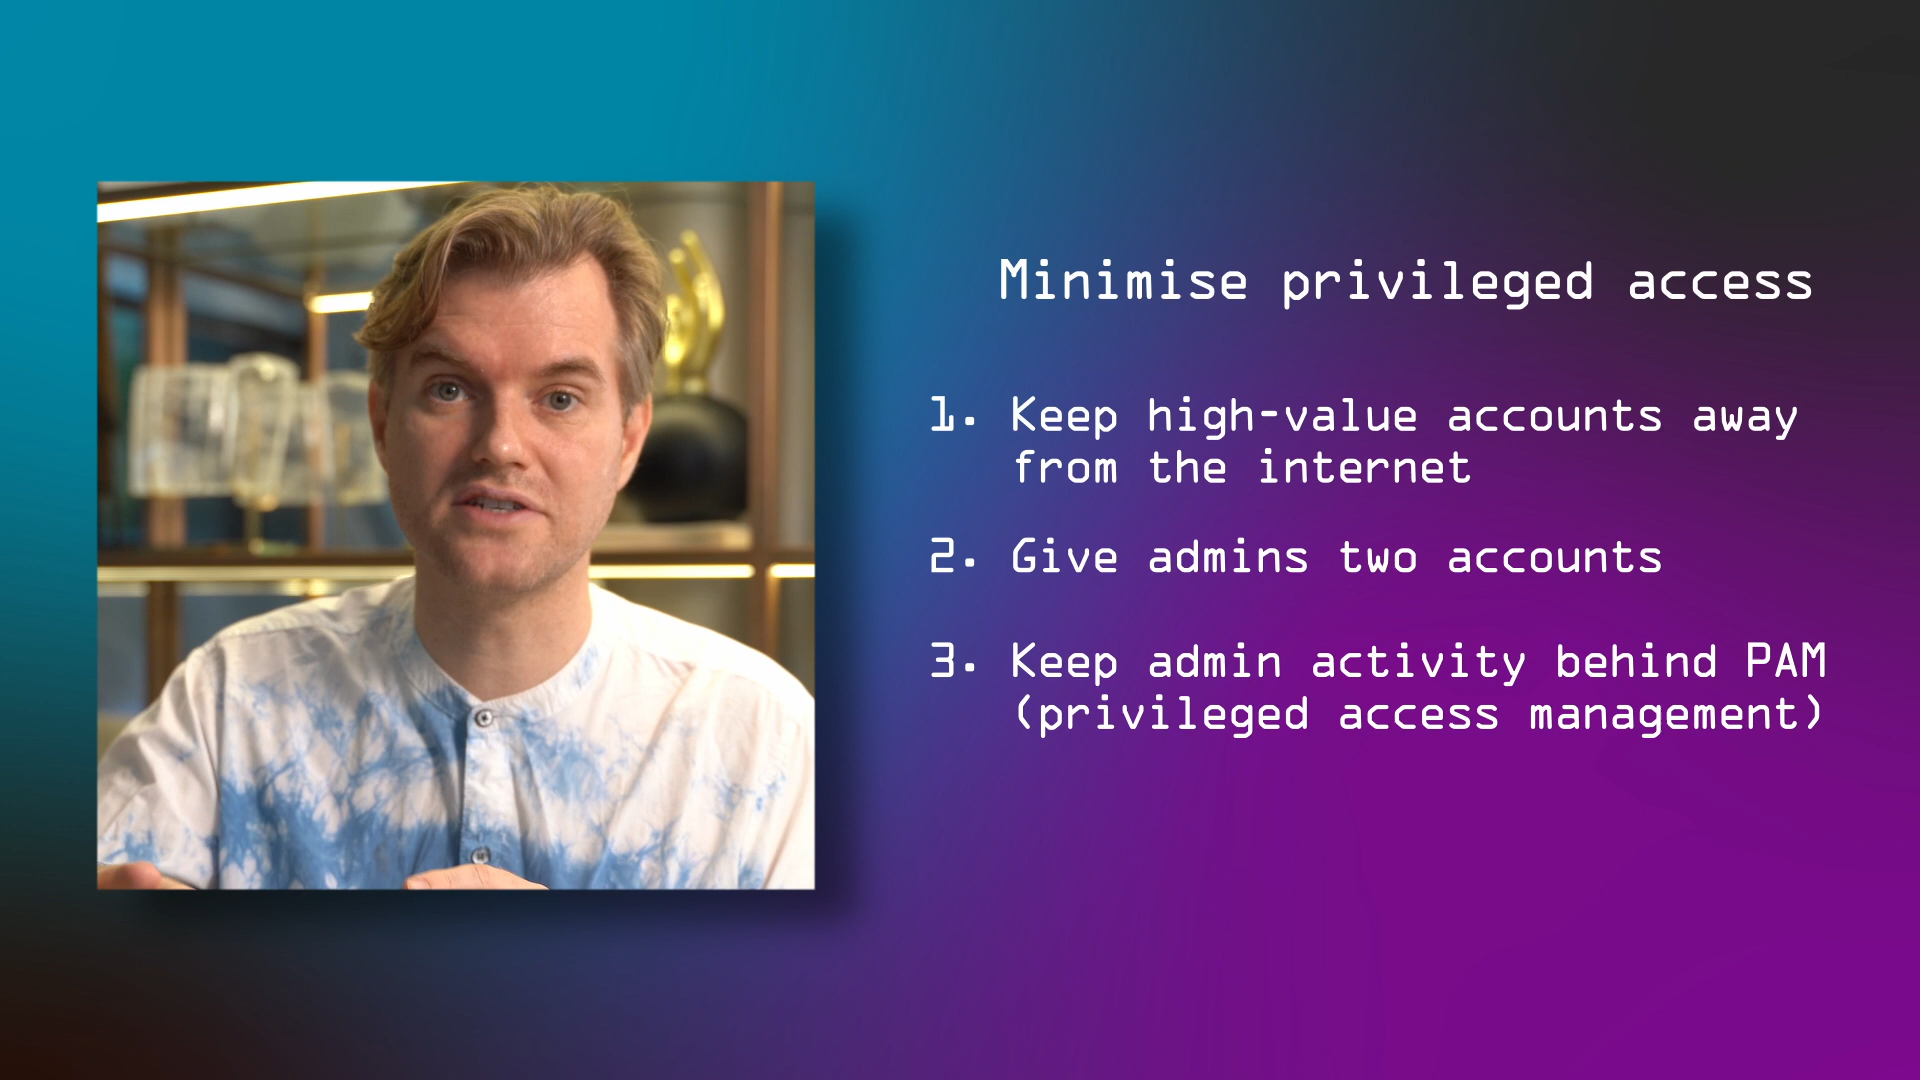 Minimise privileged access
1. Keep high-value accounts away
from the internet
2. Give admins two accounts
3. Keep admin activity behind PAM
(privileged access management)